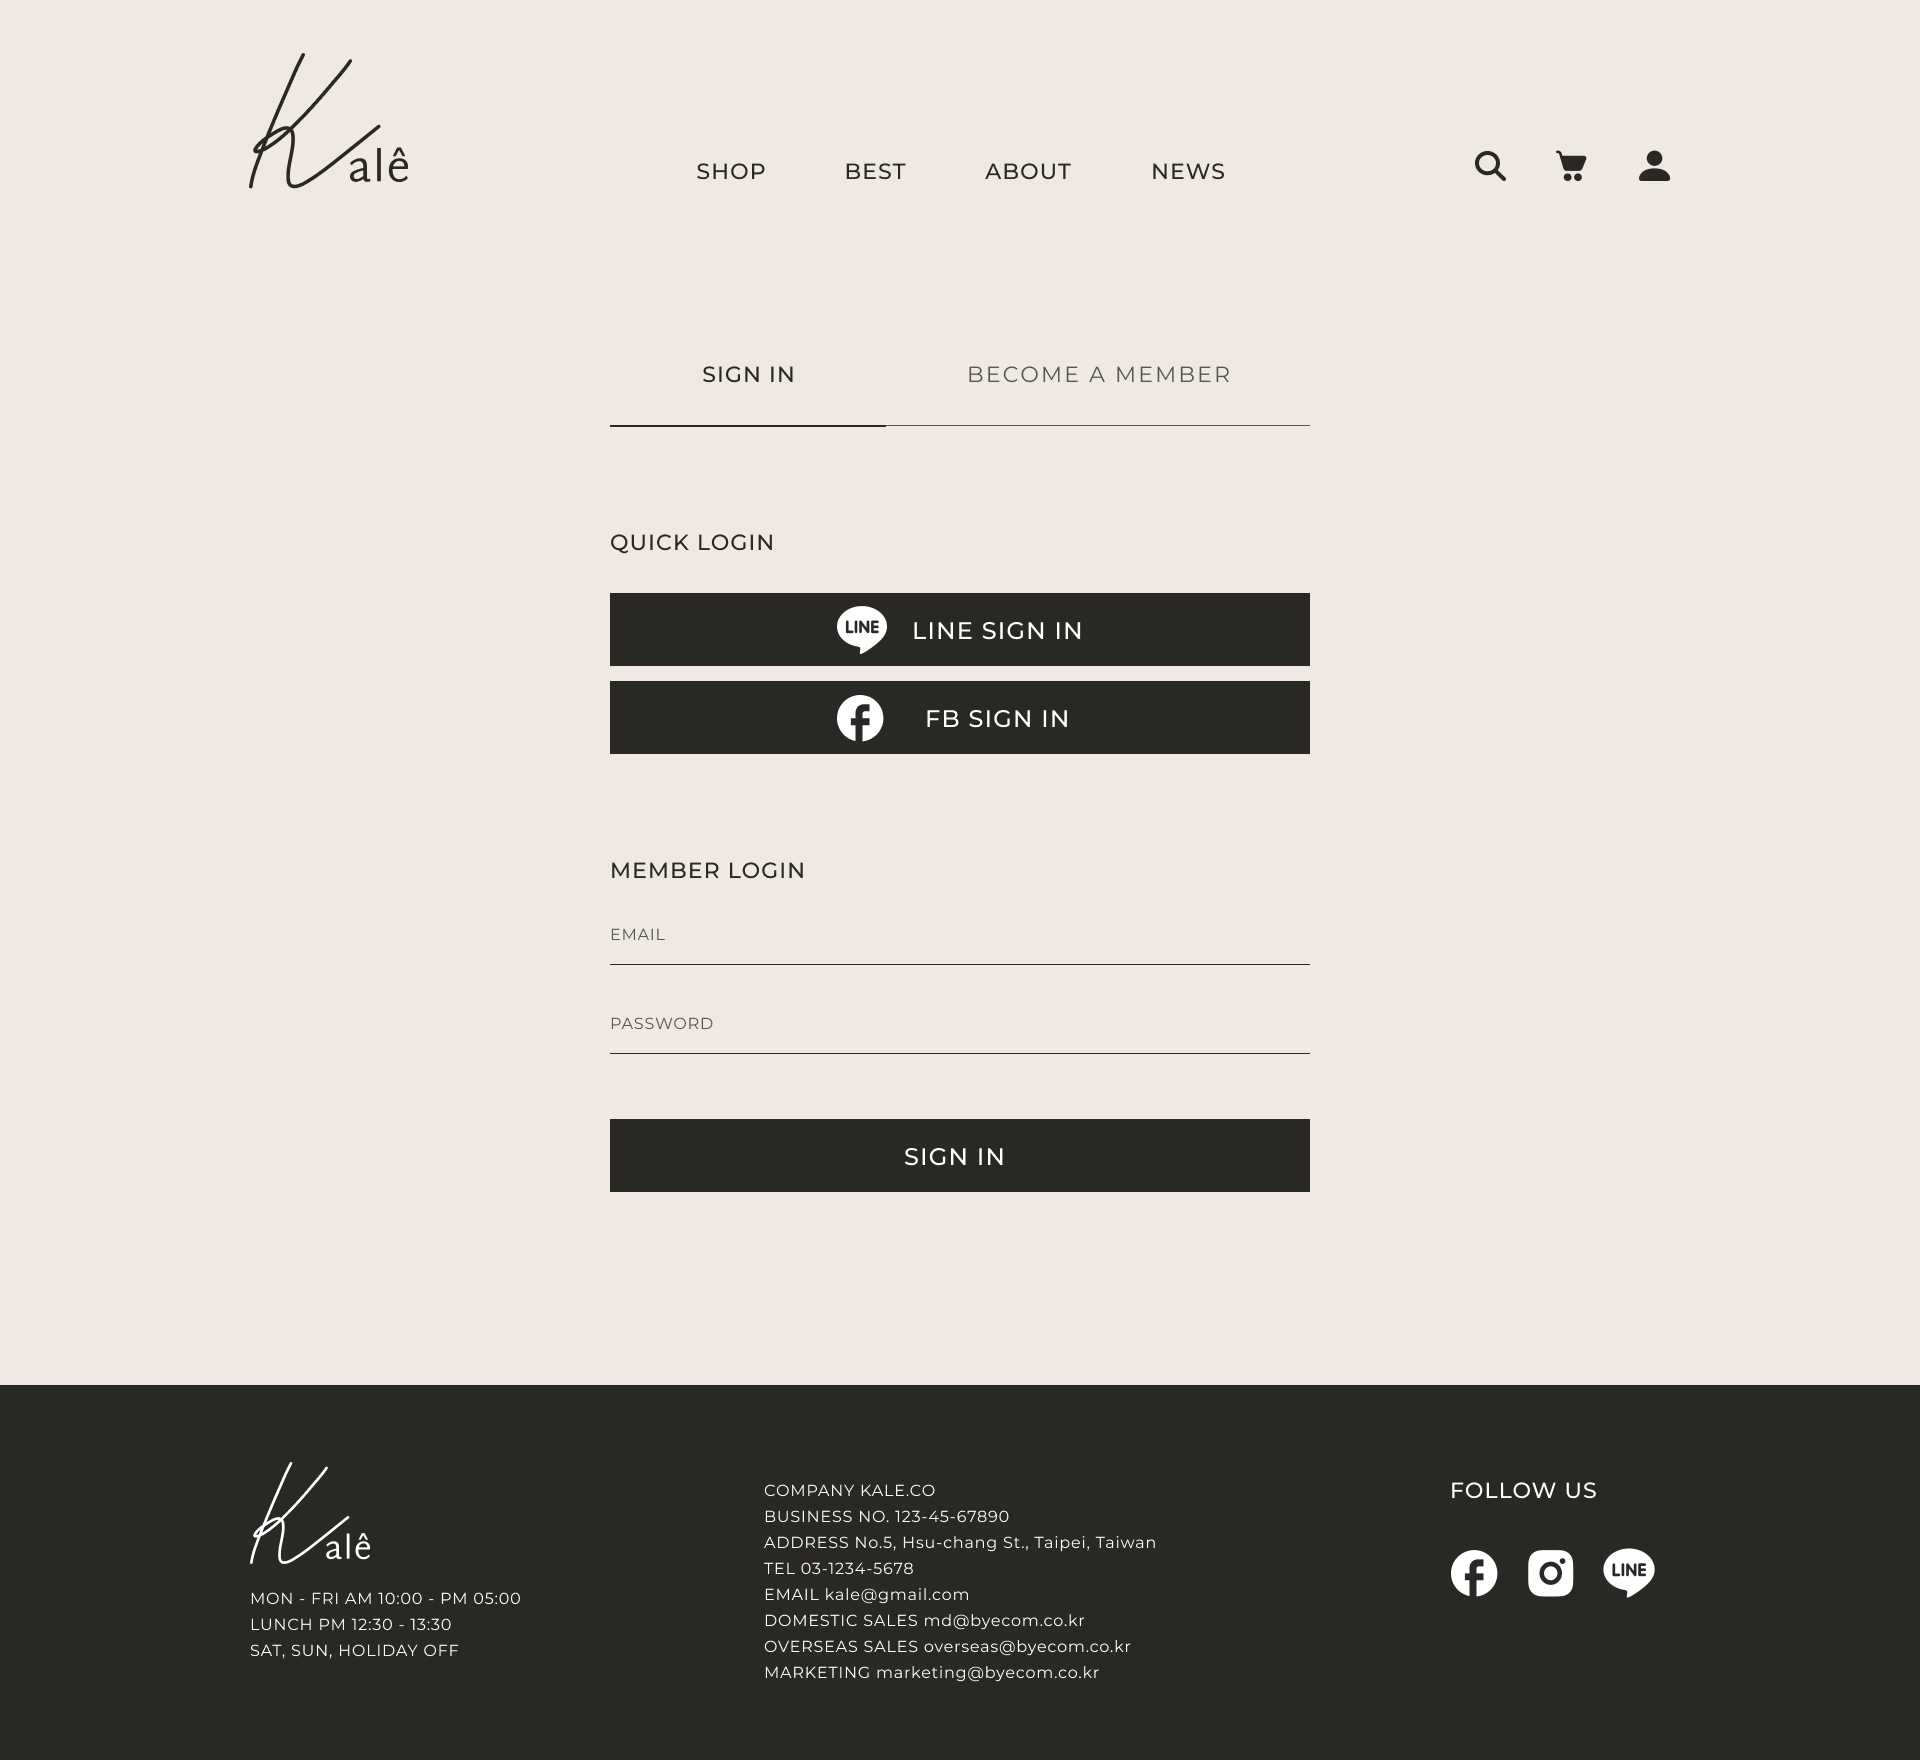 Kalê
SHOP BEST ABOUT NEWS
SIGN IN BECOME A MEMBER
QUICK LOGIN
LINE LINE SIGN IN
FB SIGN IN
MEMBER LOGIN
EMAIL
PASSWORD
SIGN IN
Kalê
MON - FRI AM 10:00 - PM 05:00
LUNCH PM 12:30 - 13:30
SAT, SUN, HOLIDAY OFF
COMPANY KALE.CO
BUSINESS NO. 123-45-67890
ADDRESS No.5, Hsu-chang St., Taipei, Taiwan
TEL 03-1234-5678
EMAIL kale@gmail.com
DOMESTIC SALES md@byecom.co.kr
OVERSEAS SALES overseas@byecom.co.kr
MARKETING marketing@byecom.co.kr
FOLLOW US
LINE